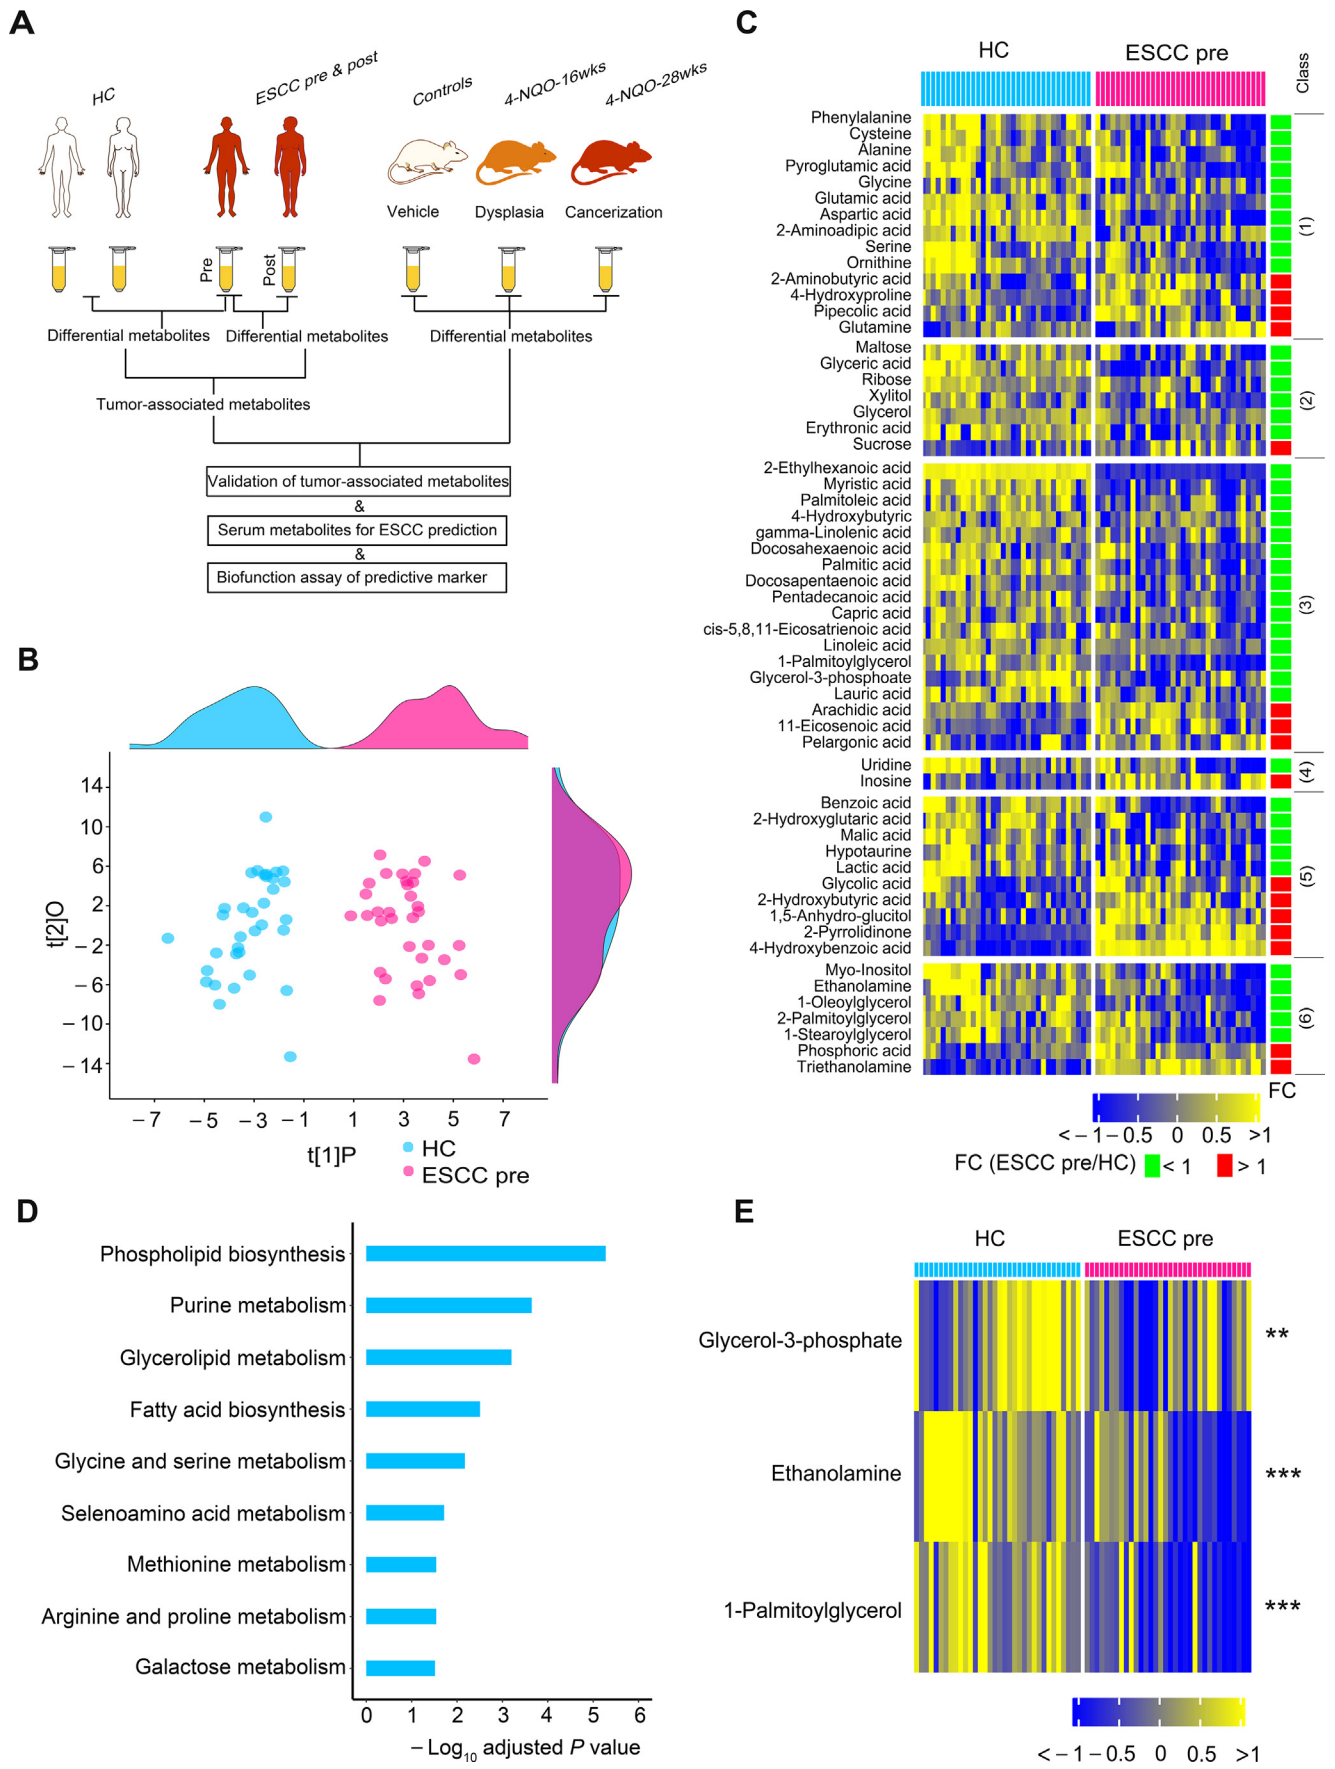 A
HC
ESCC pre & post
Controls
4-NQO-16wks
4-NQO-28wks
Vehicle
Dysplasia
Cancerization
Pre
Post
Differential metabolites
Differential metabolites
Differential metabolites
Tumor-associated metabolites
Validation of tumor-associated metabolites
&
Serum metabolites for ESCC prediction
&
Biofunction assay of predictive marker
B
14
10
6
2
−2
−6
−10
−14
t[2]O
−7 −5 −3 −1 1 3 5 7
t[1]P
HC
ESCC pre
C
HC
ESCC pre
Class
Phenylalanine
Cysteine
Alanine
Pyroglutamic acid
Glycine
Glutamic acid
Aspartic acid
2-Aminoadipic acid
Serine
Ornithine
2-Aminobutyric acid
4-Hydroxyproline
Pipecolic acid
Glutamine
(1)
Maltose
Glyceric acid
Ribose
Xylitol
Glycerol
Erythronic acid
Sucrose
(2)
2-Ethylhexanoic acid
Myristic acid
Palmitoleic acid
4-Hydroxybutyric
gamma-Linolenic acid
Docosahexaenoic acid
Palmitic acid
Docosapentaenoic acid
Pentadecanoic acid
Capric acid
cis-5,8,11-Eicosatrienoic acid
Linoleic acid
1-Palmitoylglycerol
Glycerol-3-phosphoate
Lauric acid
Arachidic acid
11-Eicosenoic acid
Pelargonic acid
(3)
Uridine
Inosine
(4)
Benzoic acid
2-Hydroxyglutaric acid
Malic acid
Hypotaurine
Lactic acid
Glycolic acid
2-Hydroxybutyric acid
1,5-Anhydro-glucitol
2-Pyrrolidinone
4-Hydroxybenzoic acid
(5)
Myo-Inositol
Ethanolamine
1-Oleoylglycerol
2-Palmitoylglycerol
1-Stearoylglycerol
Phosphoric acid
Triethanolamine
(6)
FC
<−1 −0.5 0 0.5 >1
FC (ESCC pre/HC) < 1 > 1
D
Phospholipid biosynthesis
Purine metabolism
Glycerolipid metabolism
Fatty acid biosynthesis
Glycine and serine metabolism
Selenoamino acid metabolism
Methionine metabolism
Arginine and proline metabolism
Galactose metabolism
0 1 2 3 4 5 6
−Log10 adjusted P value
E
HC
ESCC pre
Glycerol-3-phosphate
**
Ethanolamine
***
1-Palmitoylglycerol
***
<−1 −0.5 0 0.5 >1